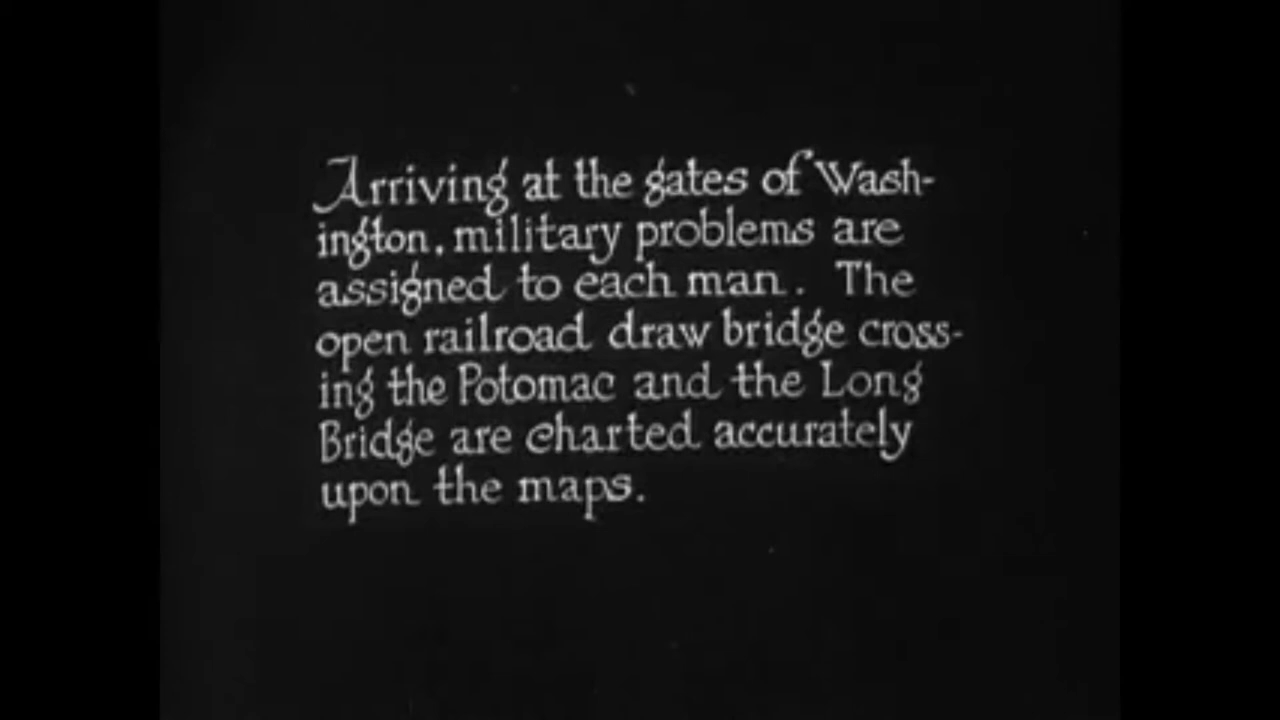 Arriving at the gates of Wash-
ington, military problems are
assigned to each man. The
open railroad draw bridge cross-
ing the Potomac and the Long
Bridge are charted accurately
upon the maps.